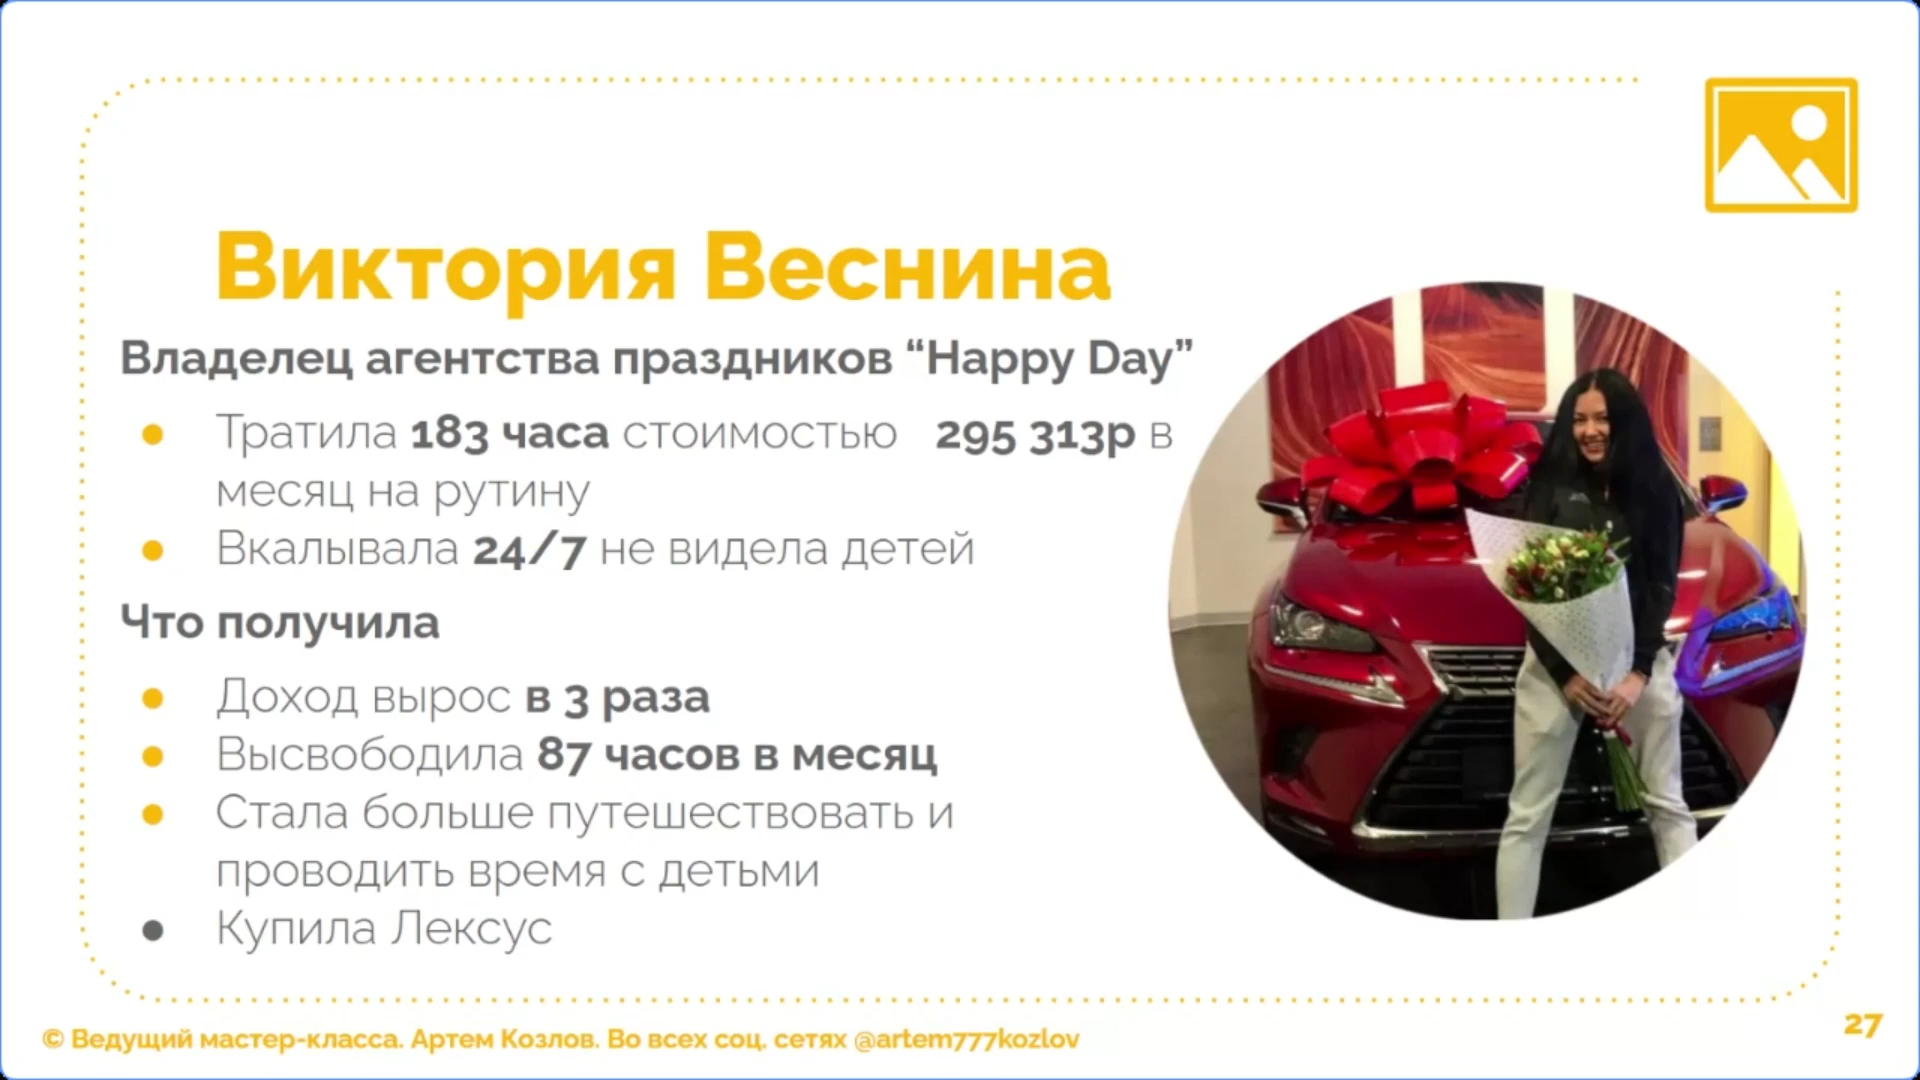 Виктория Веснина
Владелец агентства праздников “Happy Day”
● Тратила 183 часа стоимостью 295 313р в
месяц на рутину
● Вкалывала 24/7 не видела детей
Что получила
● Доход вырос в 3 раза
● Высвободила 87 часов в месяц
● Стала больше путешествовать и
проводить время с детьми
● Купила Лексус
© Ведущий мастер-класса. Артем Козлов. Во всех соц. сетях @artem777kozlov
27